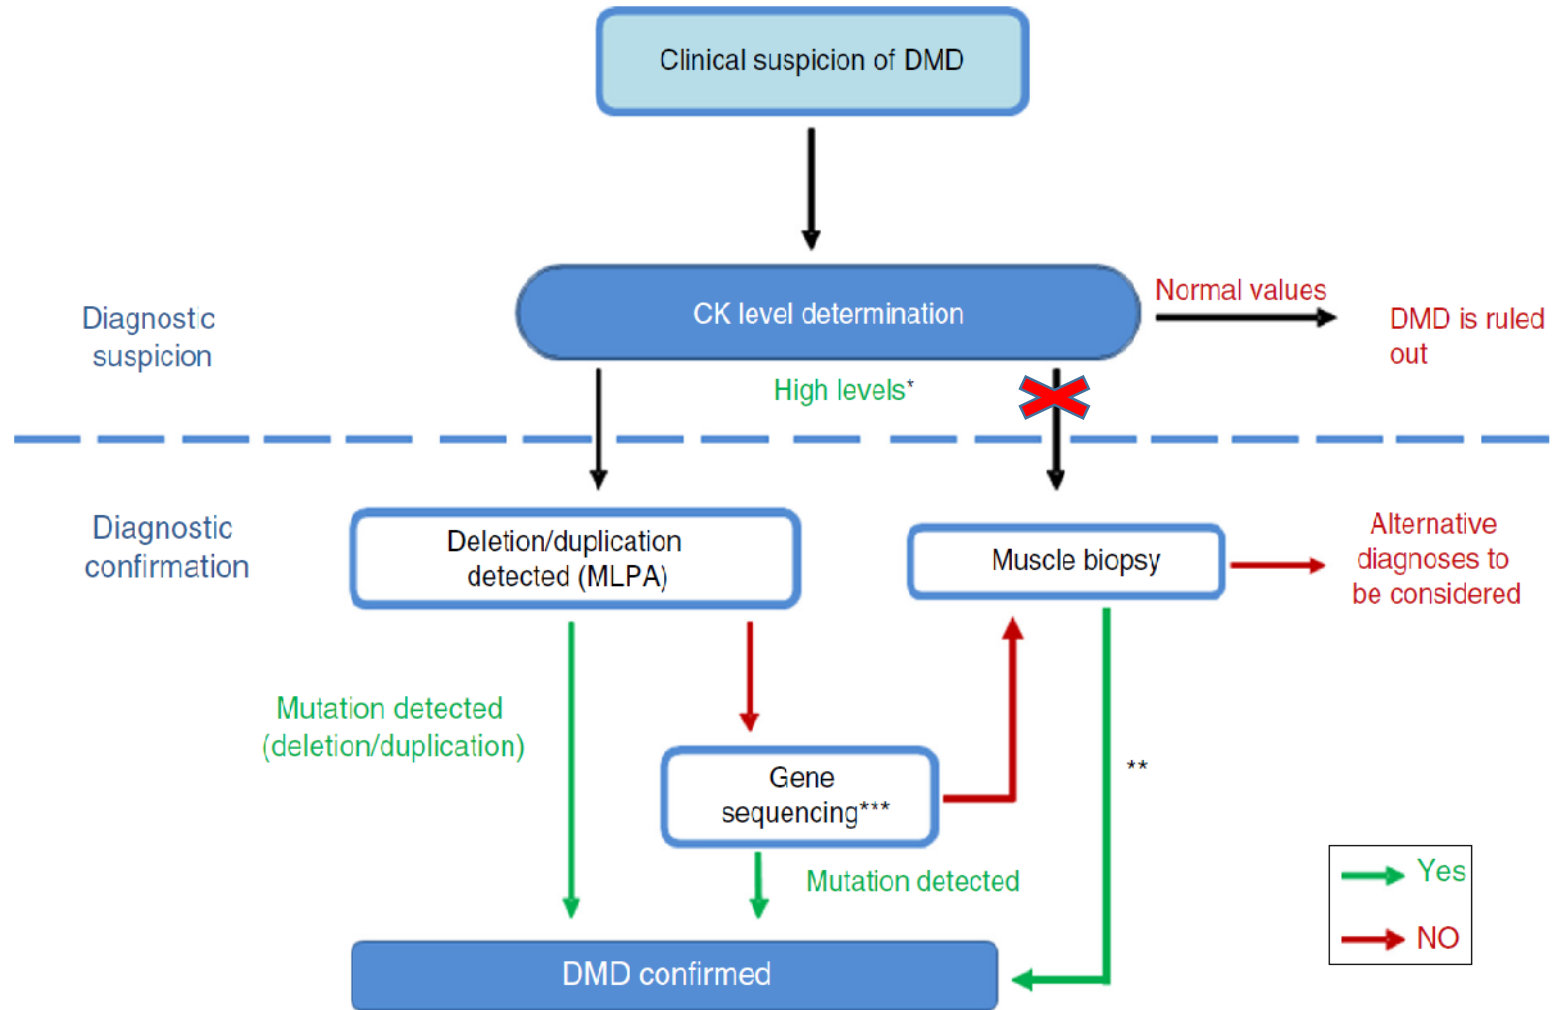 Clinical suspicion of DMD
CK level determination
Normal values
DMD is ruled
out
Diagnostic
suspicion
High levels*
Diagnostic
confirmation
Deletion/duplication
detected (MLPA)
Muscle biopsy
Alternative
diagnoses to
be considered
Mutation detected
(deletion/duplication)
Gene
sequencing***
**
Mutation detected
Yes
NO
DMD confirmed